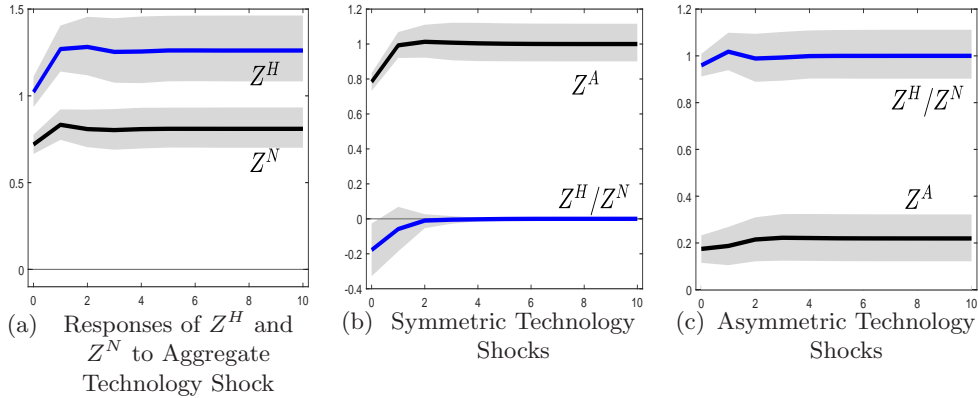 1.5
1
0.5
0
Z^H
Z^N
0 2 4 6 8 10
(a) Responses of Z^H and
Z^N to Aggregate
Technology Shock
1.2
1
0.8
0.6
0.4
0.2
0
-0.2
-0.4
Z^A
Z^H/Z^N
0 2 4 6 8 10
(b) Symmetric Technology
Shocks
1.2
1
0.8
0.6
0.4
0.2
0
Z^H/Z^N
Z^A
0 2 4 6 8 10
(c) Asymmetric Technology
Shocks